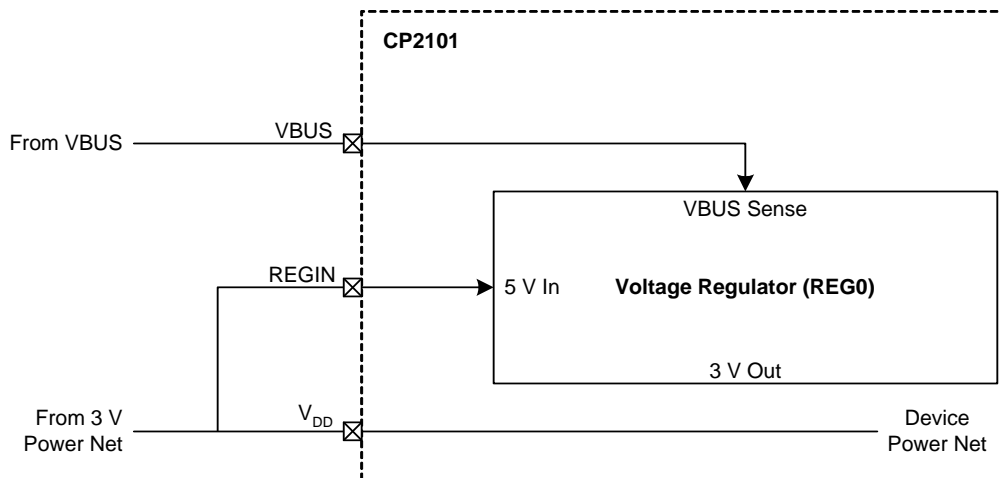 CP2101
From VBUS
VBUS
VBUS Sense
REGIN
5 V In
Voltage Regulator (REG0)
3 V Out
From 3 V
Power Net
VDD
Device
Power Net